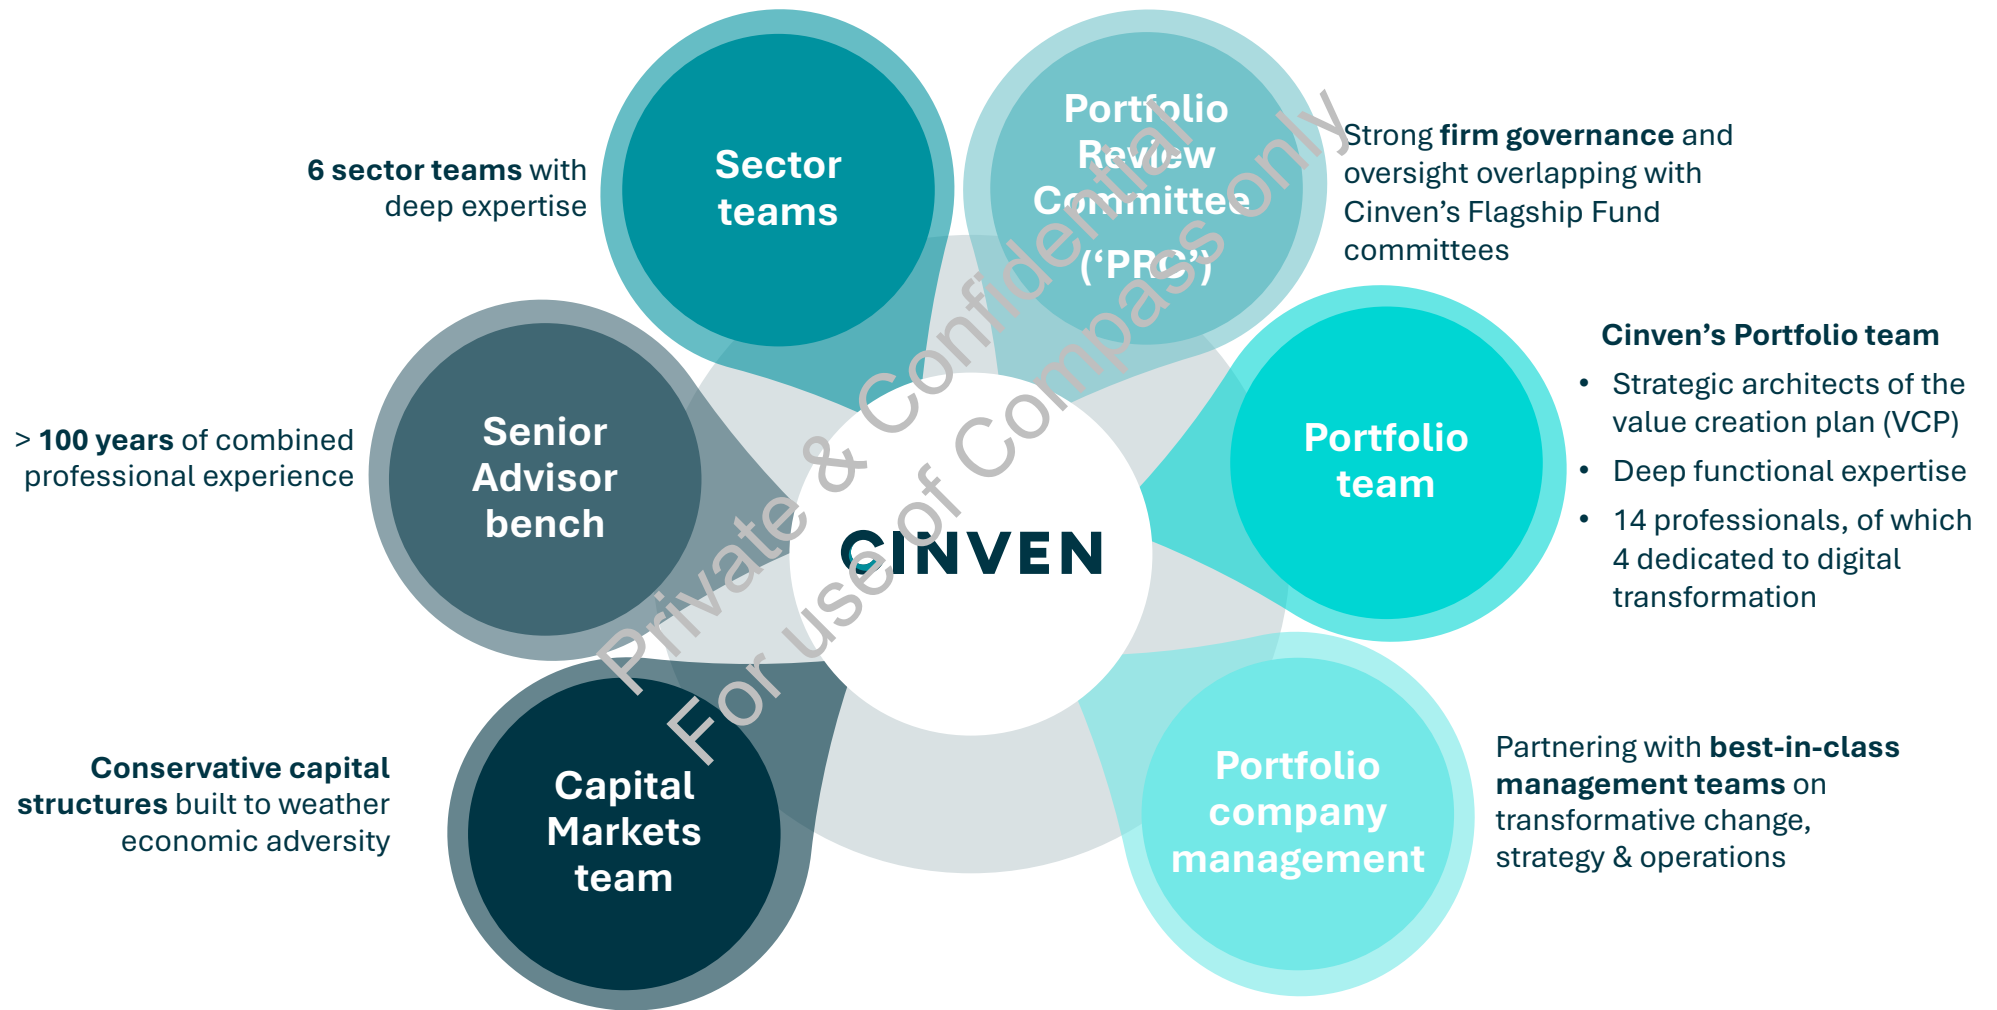 Sector
teams
6 sector teams with
deep expertise
Portfolio
Review
Committee
(‘PRC’)
Strong firm governance and
oversight overlapping with
Cinven’s Flagship Fund
committees
Senior
Advisor
bench
> 100 years of combined
professional experience
Portfolio
team
Cinven’s Portfolio team
• Strategic architects of the
value creation plan (VCP)
• Deep functional expertise
• 14 professionals, of which
4 dedicated to digital
transformation
CINVEN
Capital
Markets
team
Conservative capital
structures built to weather
economic adversity
Portfolio
company
management
Partnering with best-in-class
management teams on
transformative change,
strategy & operations
Private & Confidential
For use of Compass only